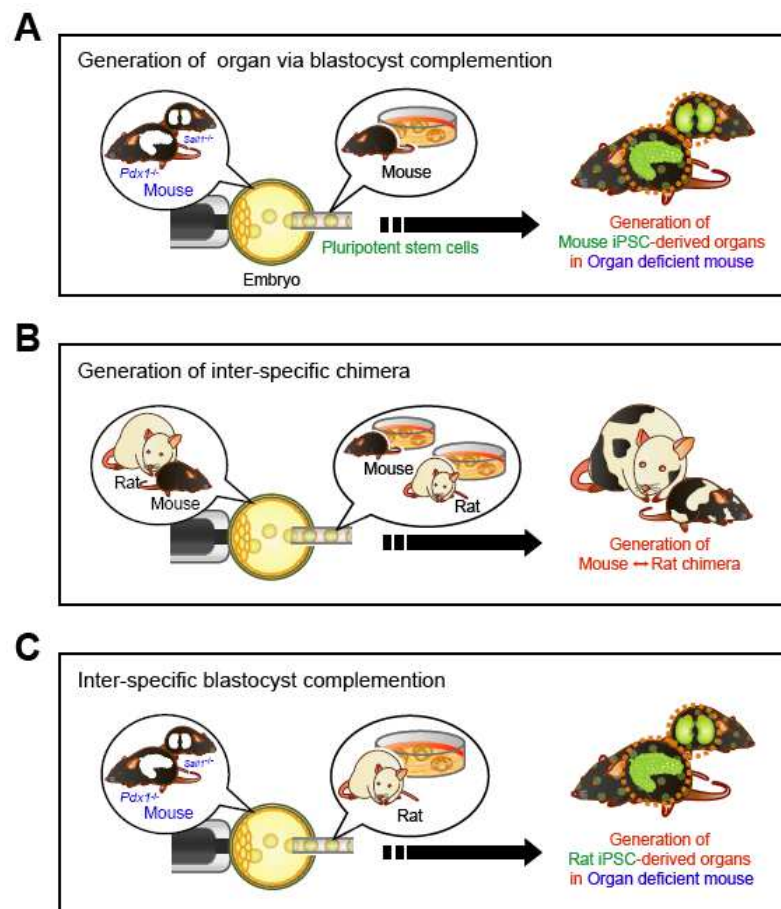 A
Generation of organ via blastocyst complemention
Sall1-/-
Pdx1-/-
Mouse
Mouse
Pluripotent stem cells
Embryo
Generation of
Mouse iPSC-derived organs
in Organ deficient mouse
B
Generation of inter-specific chimera
Rat
Mouse
Mouse
Rat
Generation of
Mouse ↔ Rat chimera
C
Inter-specific blastocyst complemention
Sall1-/-
Pdx1-/-
Mouse
Rat
Generation of
Rat iPSC-derived organs
in Organ deficient mouse